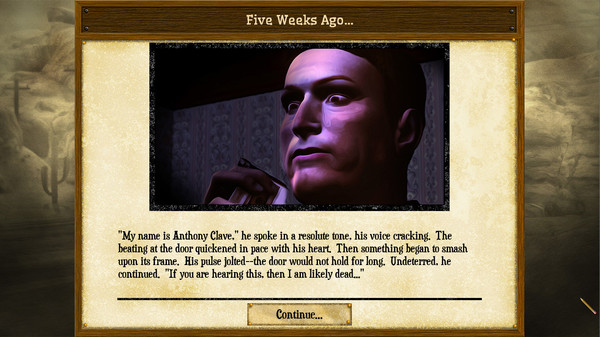 Five Weeks Ago...
"My name is Anthony Clave," he spoke in a resolute tone, his voice cracking. The
beating at the door quickened in pace with his heart. Then something began to smash
upon its frame. His pulse jolted--the door would not hold for long. Undeterred, he
continued. "If you are hearing this, then I am likely dead..."
Continue...